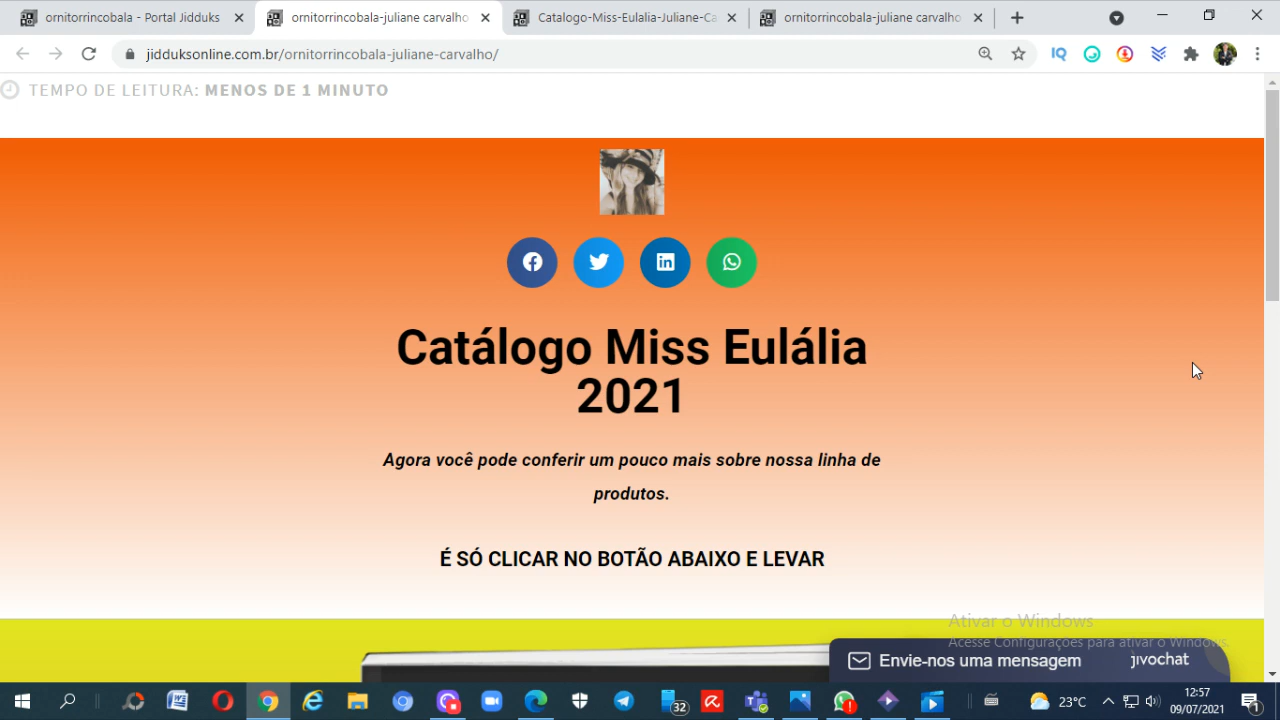 ornitorrincobala - Portal Jidduks
ornitorrincobala-juliane carvalho
Catalogo-Miss-Eulalia-Juliane-Ca
ornitorrincobala-juliane carvalho
jidduksonline.com.br/ornitorrincobala-juliane-carvalho/
TEMPO DE LEITURA: MENOS DE 1 MINUTO
Catálogo Miss Eulália
2021
Agora você pode conferir um pouco mais sobre nossa linha de
produtos.
É SÓ CLICAR NO BOTÃO ABAIXO E LEVAR
Ativar o Windows
Acesse Configurações para ativar o Windows.
Envie-nos uma mensagem
jivochat
32
23°C
12:57
09/07/2021
1